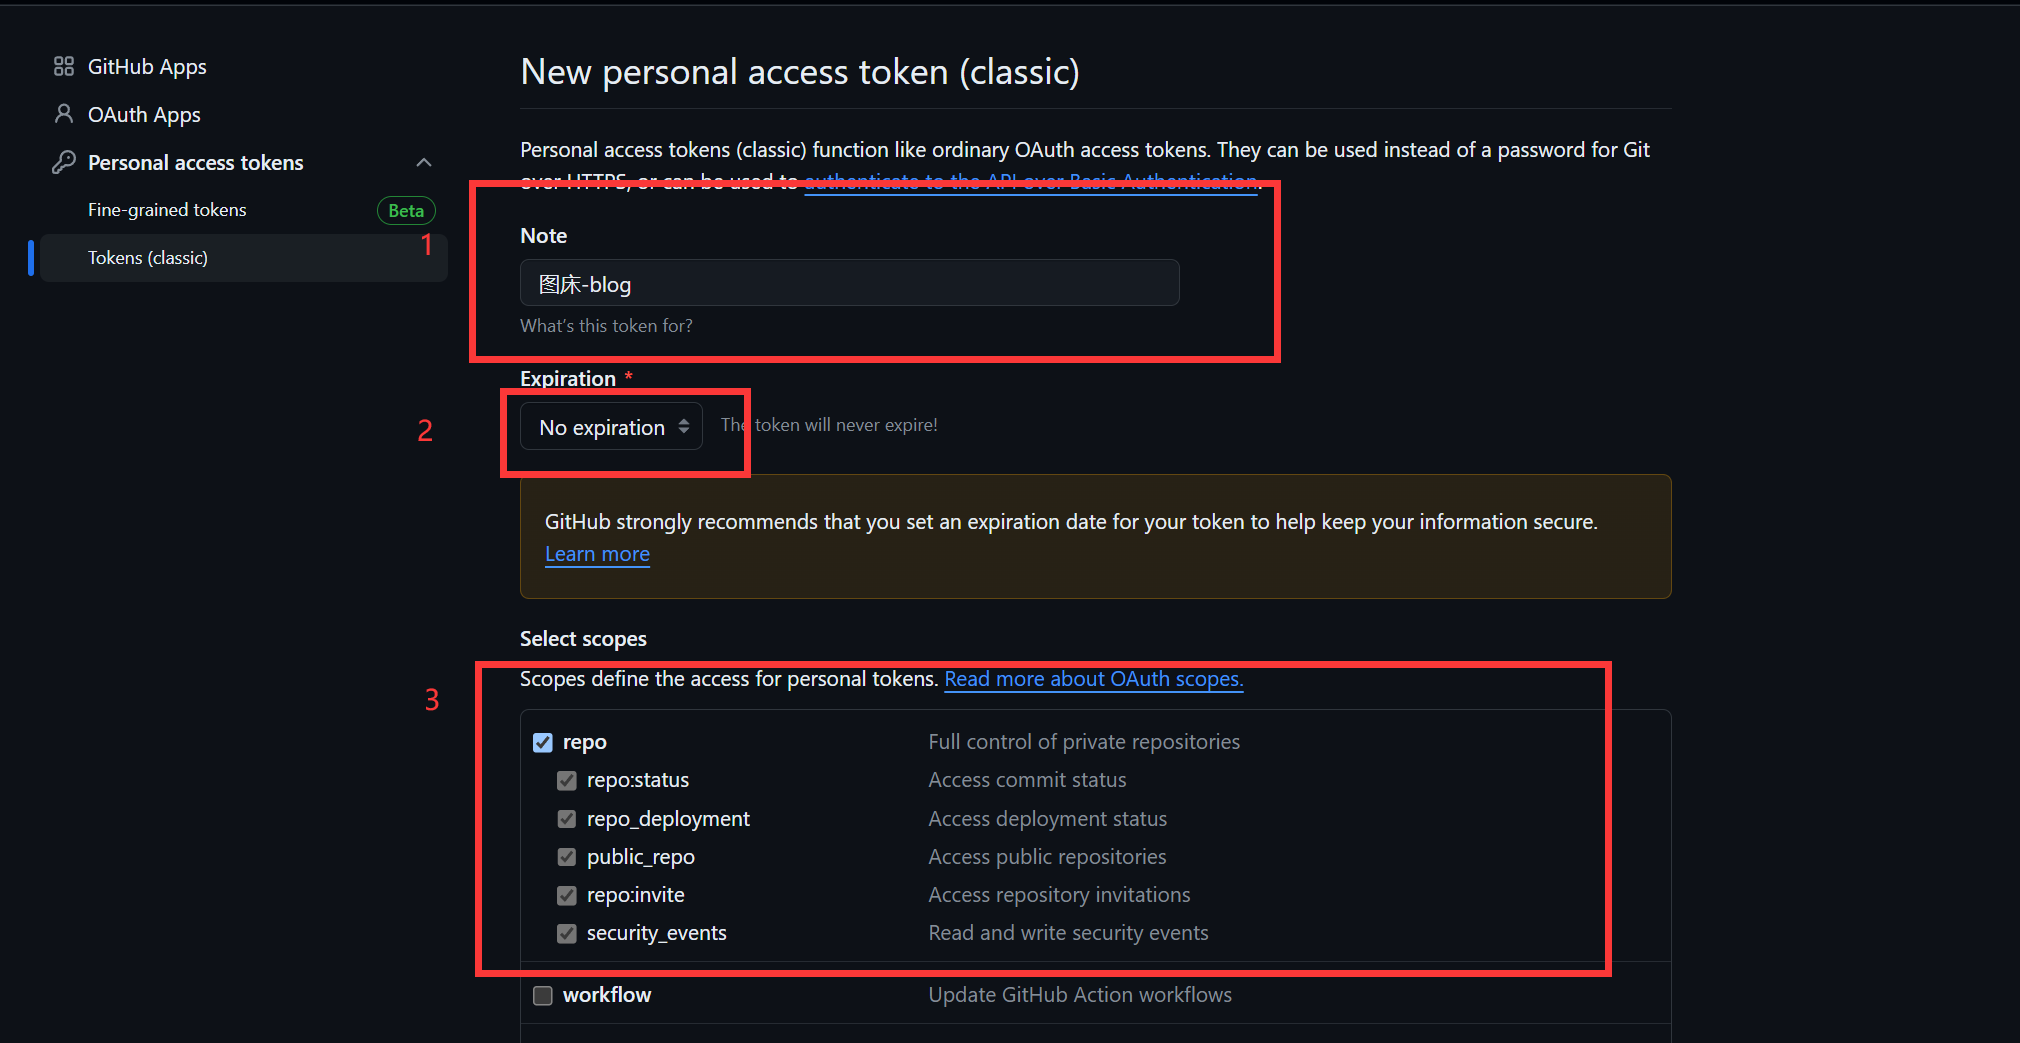 GitHub Apps
OAuth Apps
Personal access tokens
Fine-grained tokens Beta
Tokens (classic)
New personal access token (classic)
Personal access tokens (classic) function like ordinary OAuth access tokens. They can be used instead of a password for Git
over HTTPS, or can be used to authenticate to the API over Basic Authentication.
1
Note
图床-blog
What's this token for?
Expiration *
2
No expiration The token will never expire!
GitHub strongly recommends that you set an expiration date for your token to help keep your information secure.
Learn more
Select scopes
Scopes define the access for personal tokens. Read more about OAuth scopes.
3
repo Full control of private repositories
repo:status Access commit status
repo_deployment Access deployment status
public_repo Access public repositories
repo:invite Access repository invitations
security_events Read and write security events
workflow Update GitHub Action workflows